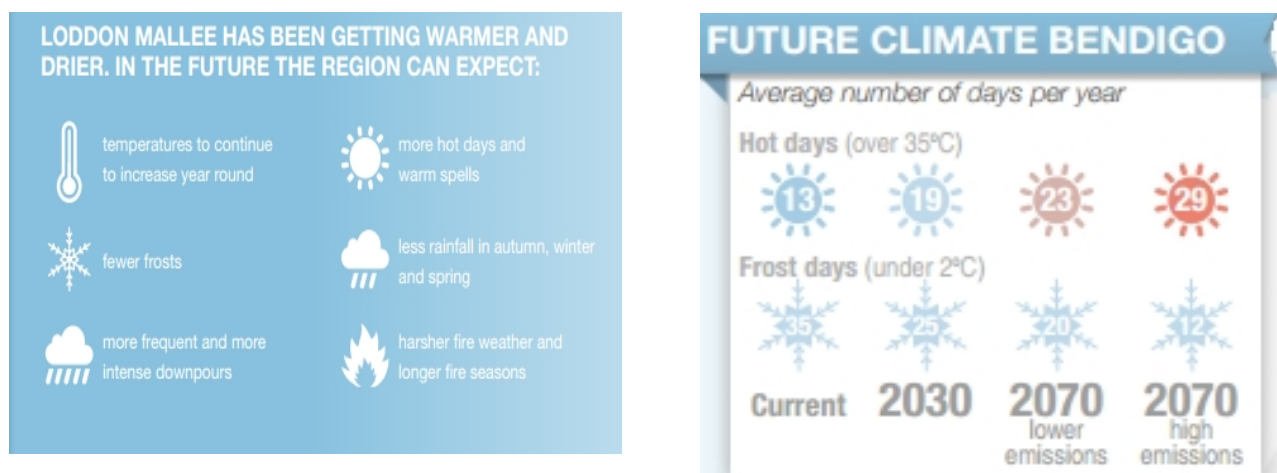 LODDON MALLEE HAS BEEN GETTING WARMER AND
DRIER. IN THE FUTURE THE REGION CAN EXPECT:
temperatures to continue
to increase year round
more hot days and
warm spells
fewer frosts
less rainfall in autumn, winter
and spring
more frequent and more
intense downpours
harsher fire weather and
longer fire seasons
FUTURE CLIMATE BENDIGO
Average number of days per year
Hot days (over 35ºC)
13 19 23 29
Frost days (under 2ºC)
35 25 20 12
Current 2030 2070 2070
lower high
emissions emissions